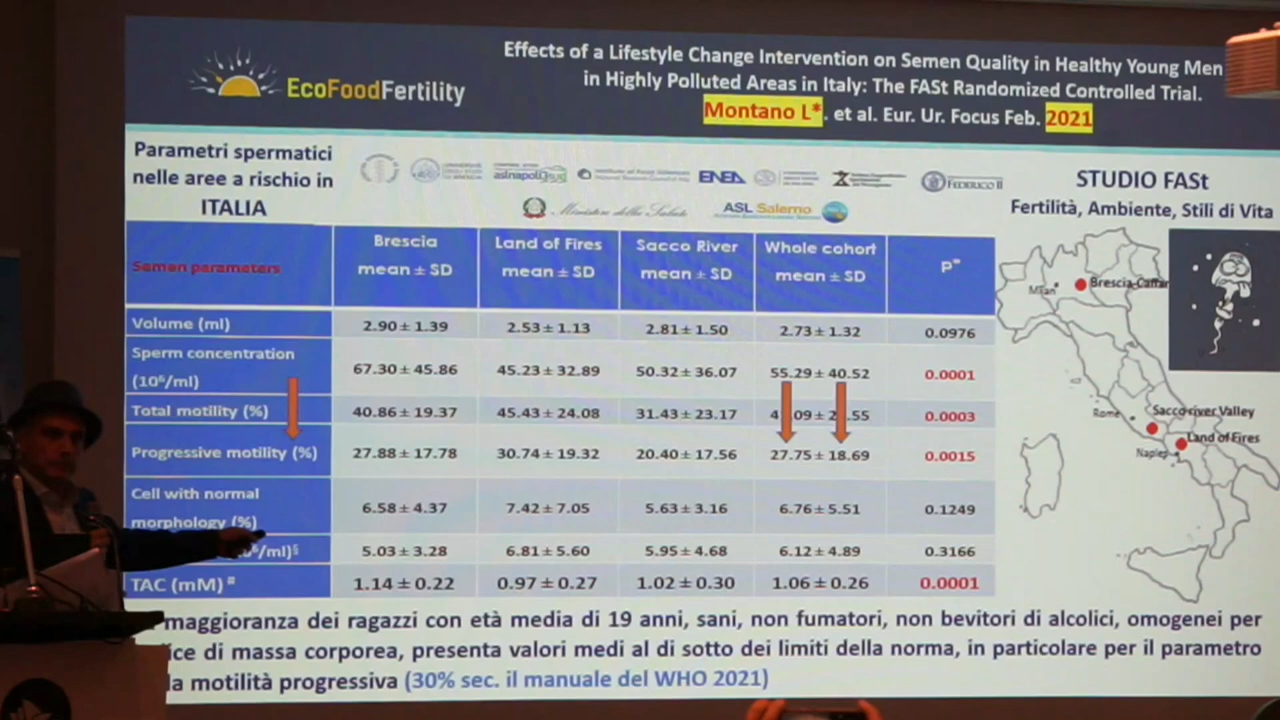 Effects of a Lifestyle Change Intervention on Semen Quality in Healthy Young Men
in Highly Polluted Areas in Italy: The FASt Randomized Controlled Trial.
EcoFoodFertility
Montano L*. et al. Eur. Ur. Focus Feb. 2021
Parametri spermatici
nelle aree a rischio in
ITALIA
ENEA
FEDERICO II
Ministero della Salute
ASL Salerno
STUDIO FASt
Fertilità, Ambiente, Stili di Vita
Semen parameters
Brescia
mean ± SD
Land of Fires
mean ± SD
Sacco River
mean ± SD
Whole cohort
mean ± SD
Volume (ml) 2.90 ± 1.39 2.53 ± 1.13 2.81 ± 1.50 2.73 ± 1.32 0.0976
Sperm concentration
(10⁶/ml) 67.30 ± 45.86 45.23 ± 32.89 50.32 ± 36.07 55.29 ± 40.52 0.0001
Total motility (%) 40.86 ± 19.37 45.43 ± 24.08 31.43 ± 23.17 4 .09 ± 2 .55 0.0003
Progressive motility (%) 27.88 ± 17.78 30.74 ± 19.32 20.40 ± 17.56 27.75 ± 18.69 0.0015
Cell with normal
morphology (%) 6.58 ± 4.37 7.42 ± 7.05 5.63 ± 3.16 6.76 ± 5.51 0.1249
⁶/ml)§ 5.03 ± 3.28 6.81 ± 5.60 5.95 ± 4.68 6.12 ± 4.89 0.3166
TAC (mM) # 1.14 ± 0.22 0.97 ± 0.27 1.02 ± 0.30 1.06 ± 0.26 0.0001
Milan
Brescia-Caffaro
Rome
Sacco river Valley
Land of Fires
Naples
maggioranza dei ragazzi con età media di 19 anni, sani, non fumatori, non bevitori di alcolici, omogenei per
ice di massa corporea, presenta valori medi al di sotto dei limiti della norma, in particolare per il parametro
la motilità progressiva (30% sec. il manuale del WHO 2021)